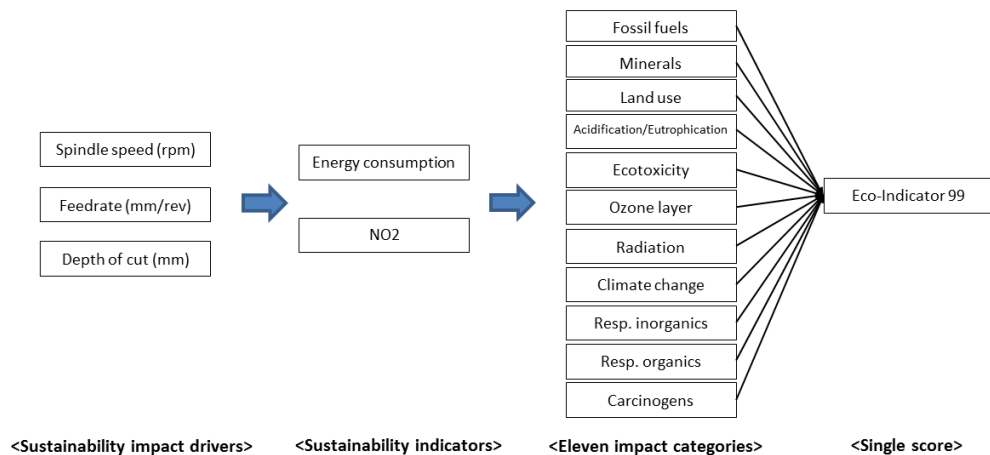 Spindle speed (rpm)
Feedrate (mm/rev)
Depth of cut (mm)
<Sustainability impact drivers>
Energy consumption
NO2
<Sustainability indicators>
Fossil fuels
Minerals
Land use
Acidification/Eutrophication
Ecotoxicity
Ozone layer
Radiation
Climate change
Resp. inorganics
Resp. organics
Carcinogens
<Eleven impact categories>
Eco-Indicator 99
<Single score>